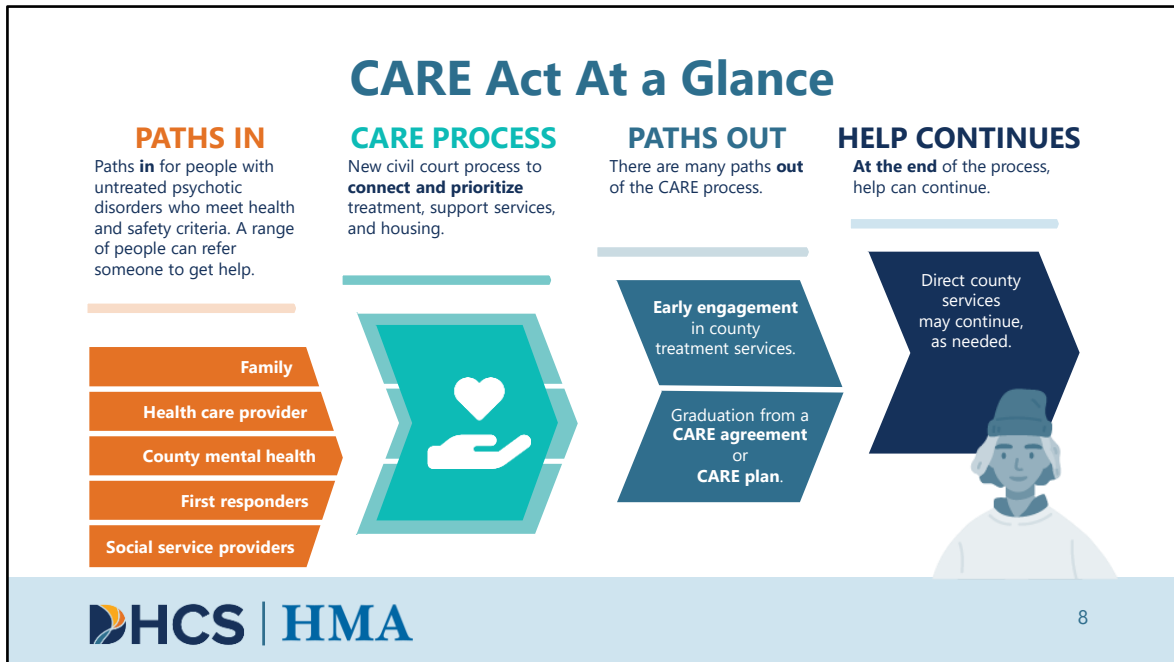 CARE Act At a Glance
PATHS IN
Paths in for people with
untreated psychotic
disorders who meet health
and safety criteria. A range
of people can refer
someone to get help.
Family
Health care provider
County mental health
First responders
Social service providers
CARE PROCESS
New civil court process to
connect and prioritize
treatment, support services,
and housing.
PATHS OUT
There are many paths out
of the CARE process.
Early engagement
in county
treatment services.
Graduation from a
CARE agreement
or
CARE plan.
HELP CONTINUES
At the end of the process,
help can continue.
Direct county
services
may continue,
as needed.
DHCS | HMA
8